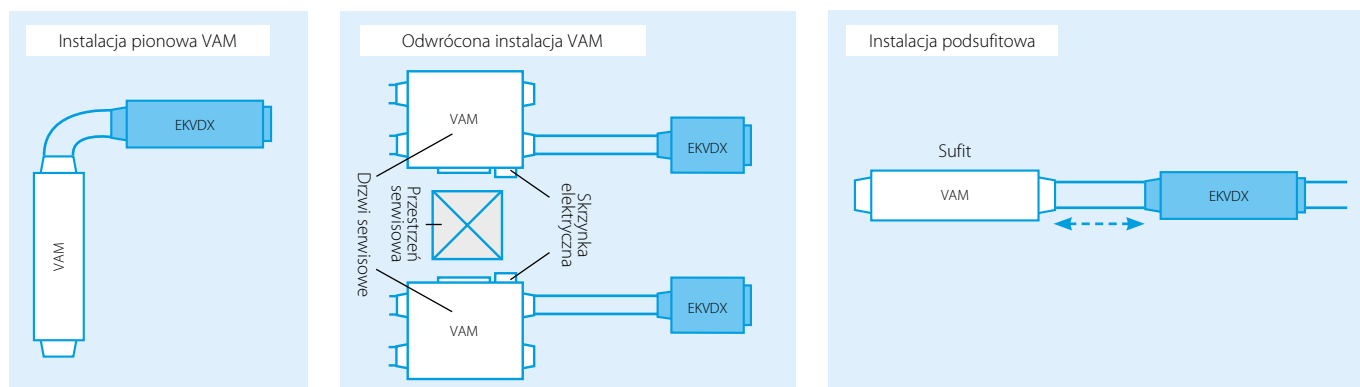 Instalacja pionowa VAM
EKVDX
VAM
Odwrócona instalacja VAM
VAM
EKVDX
Drzwi serwisowe
Przestrzeń
serwisowa
Skrzynka
elektryczna
VAM
EKVDX
Instalacja podsufitowa
Sufit
VAM
EKVDX